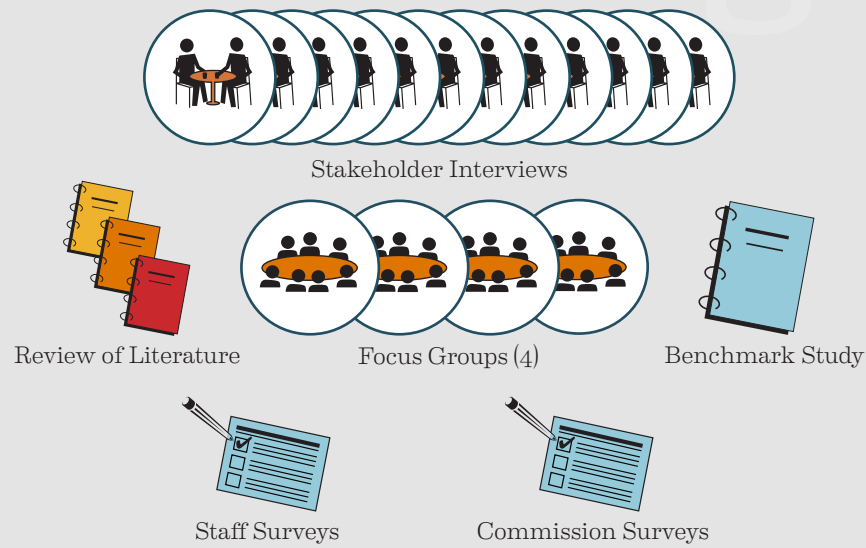 Stakeholder Interviews
Review of Literature
Focus Groups (4)
Benchmark Study
Staff Surveys
Commission Surveys